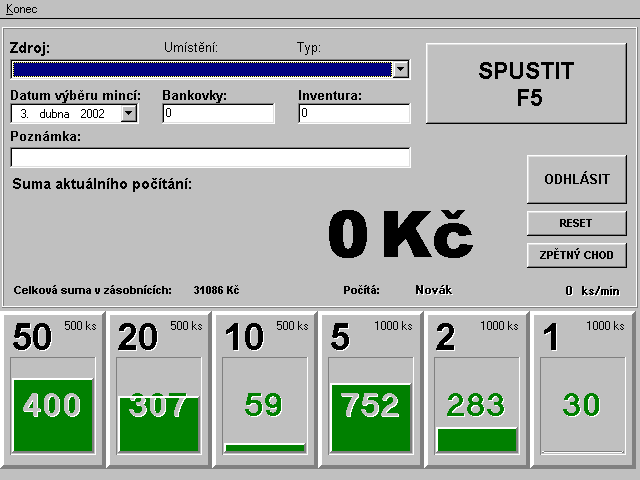 Konec
Zdroj: Umístění: Typ:
SPUSTIT
F5
Datum výběru mincí: Bankovky: Inventura:
3. dubna 2002 0 0
Poznámka:
ODHLÁSIT
Suma aktuálního počítání:
RESET
0 Kč
ZPĚTNÝ CHOD
Celková suma v zásobnících: 31086 Kč Počítá: Novák 0 ks/min
50 500 ks 20 500 ks 10 500 ks 5 1000 ks 2 1000 ks 1 1000 ks
400 307 59 752 283 30